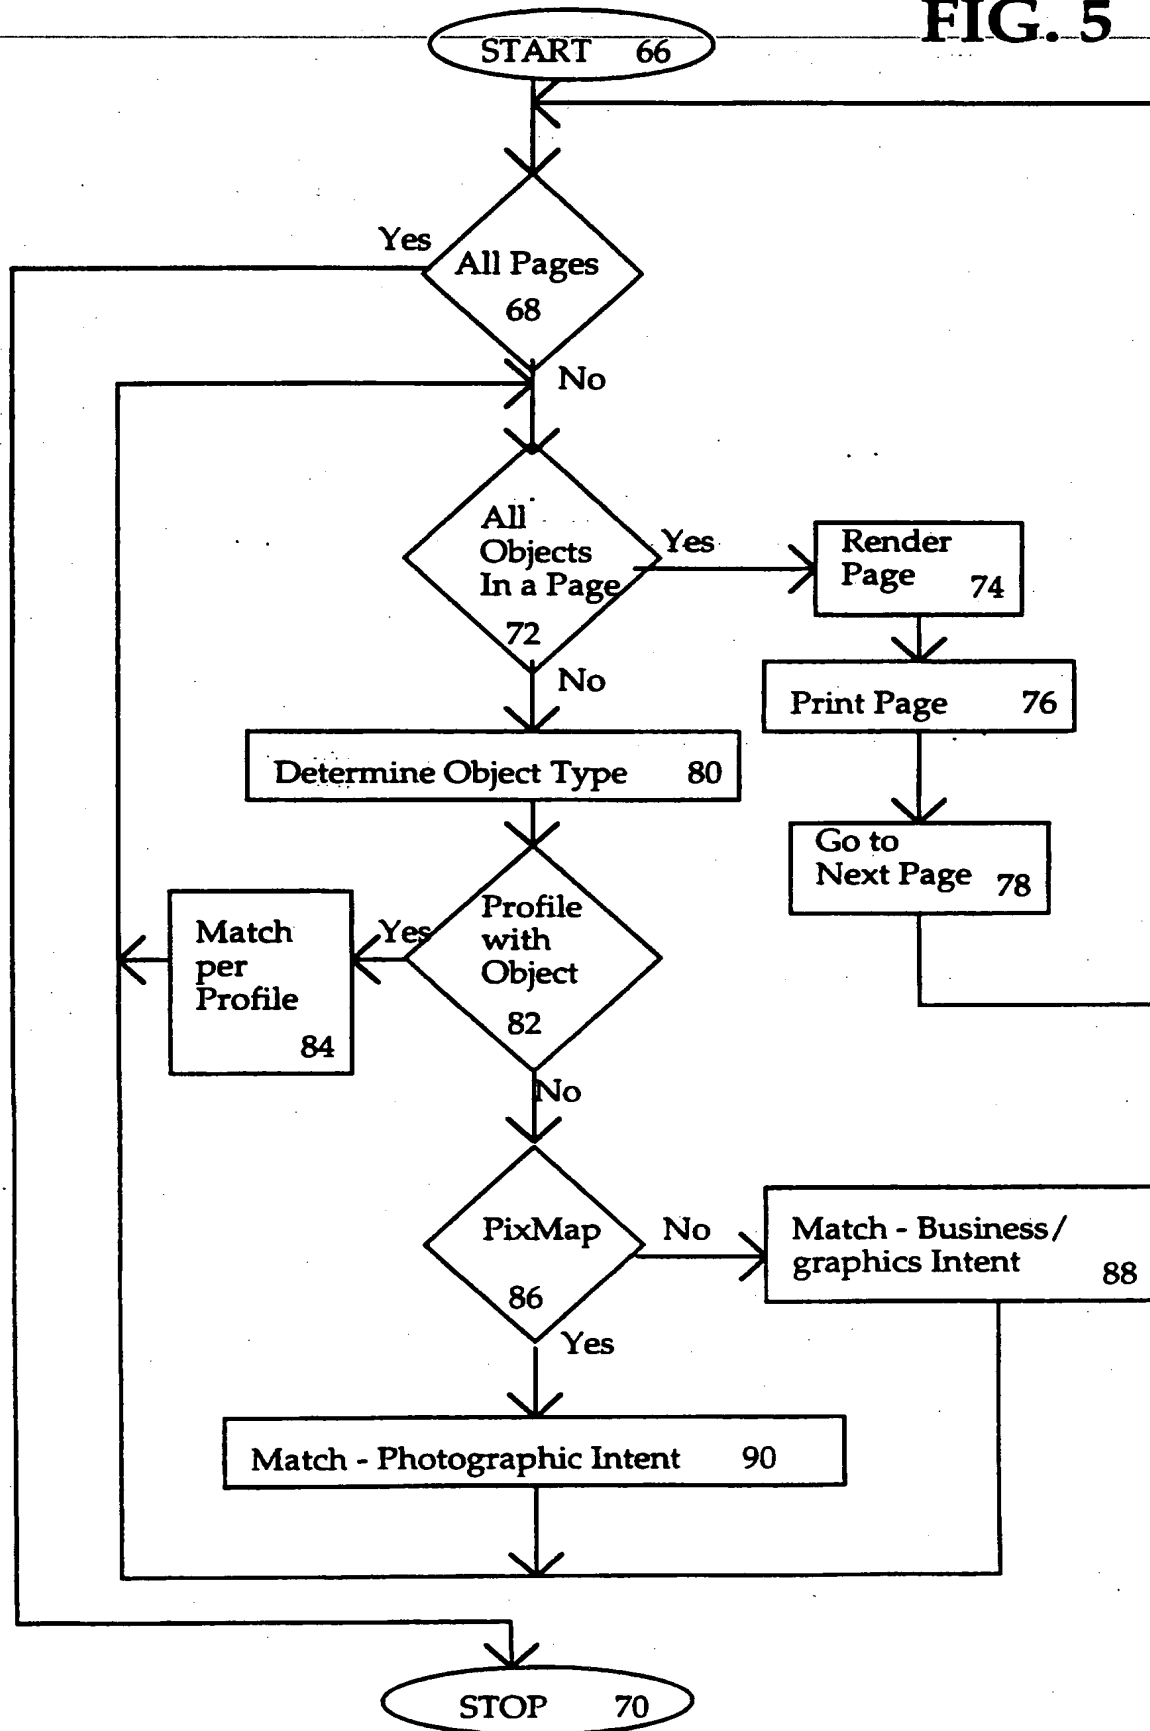 FIG. 5
START 66
Yes
All Pages
68
No
All
Objects
In a Page
72
Yes
Render
Page
74
No
Print Page 76
Determine Object Type 80
Go to
Next Page 78
Profile
with
Object
82
Yes
Match
per
Profile
84
No
PixMap
86
No
Match - Business/
graphics Intent
88
Yes
Match - Photographic Intent 90
STOP 70